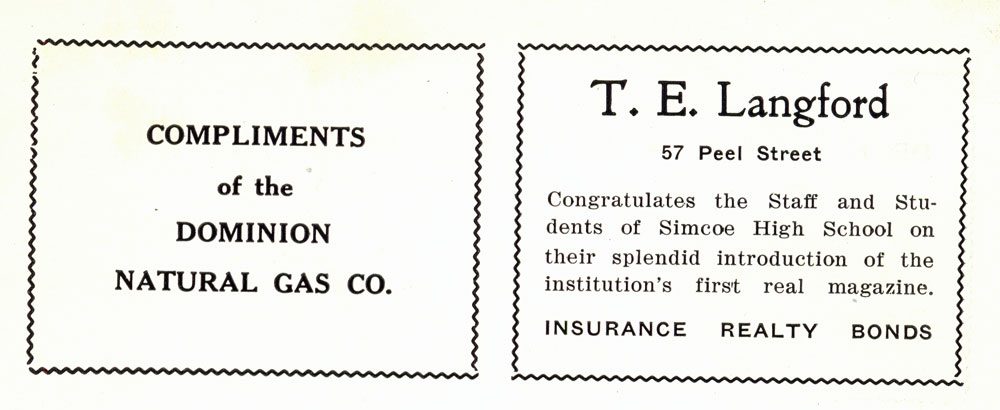 COMPLIMENTS
of the
DOMINION
NATURAL GAS CO.
T. E. Langford
57 Peel Street
Congratulates the Staff and Stu-
dents of Simcoe High School on
their splendid introduction of the
institution's first real magazine.
INSURANCE REALTY BONDS